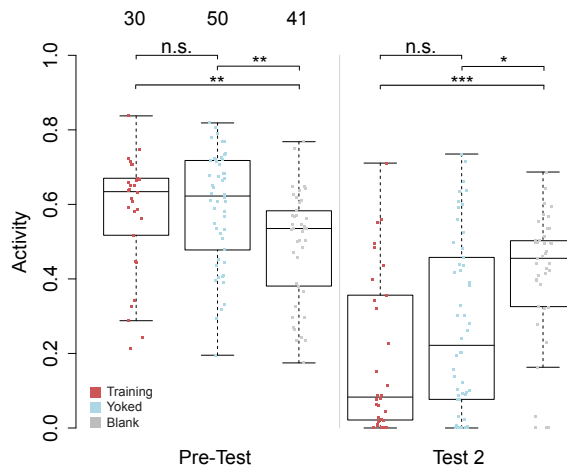 30 50 41
n.s. ** n.s. *
** ***
1.0
0.8
0.6
0.4
0.2
0.0
Activity
Training
Yoked
Blank
Pre-Test Test 2